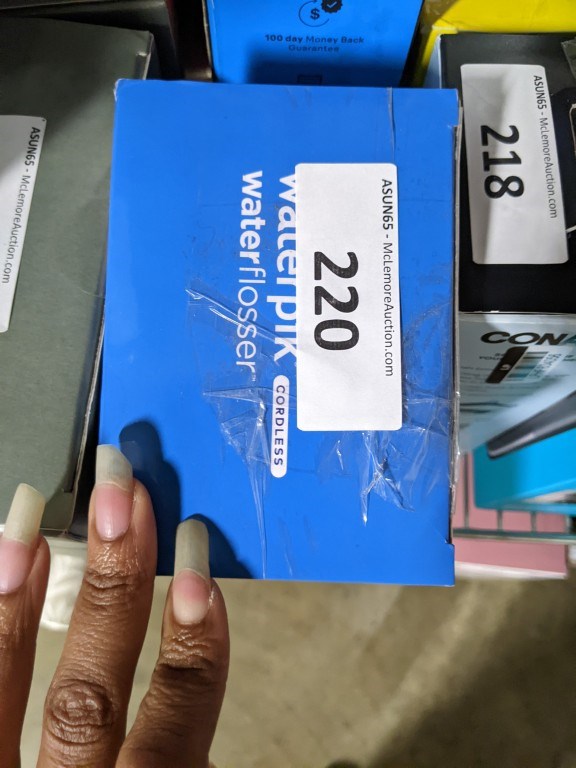 100 day Money Back
Guarantee
ASUN65 - McLemoreAuction.com
ASUN65 - McLemoreAuction.com
220
waterpik
waterflosser™
CORDLESS
ASUN65 - McLemoreAuction.com
218
CON